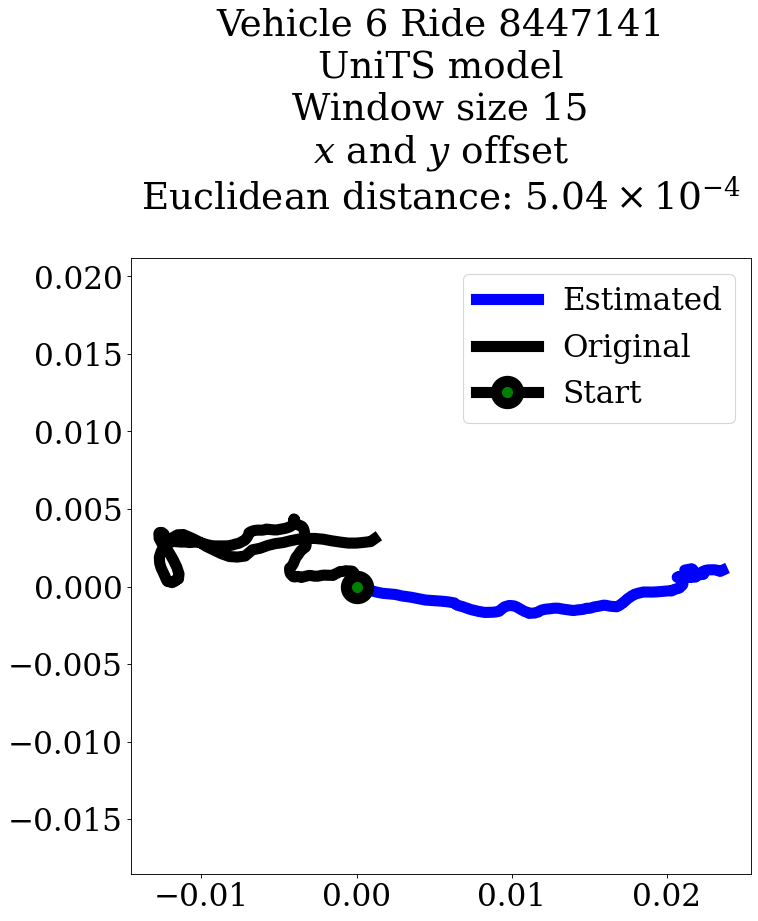 Vehicle 6 Ride 8447141
UniTS model
Window size 15
x and y offset
Euclidean distance: 5.04 × 10⁻⁴
0.020
0.015
0.010
0.005
0.000
−0.005
−0.010
−0.015
Estimated
Original
Start
−0.01 0.00 0.01 0.02